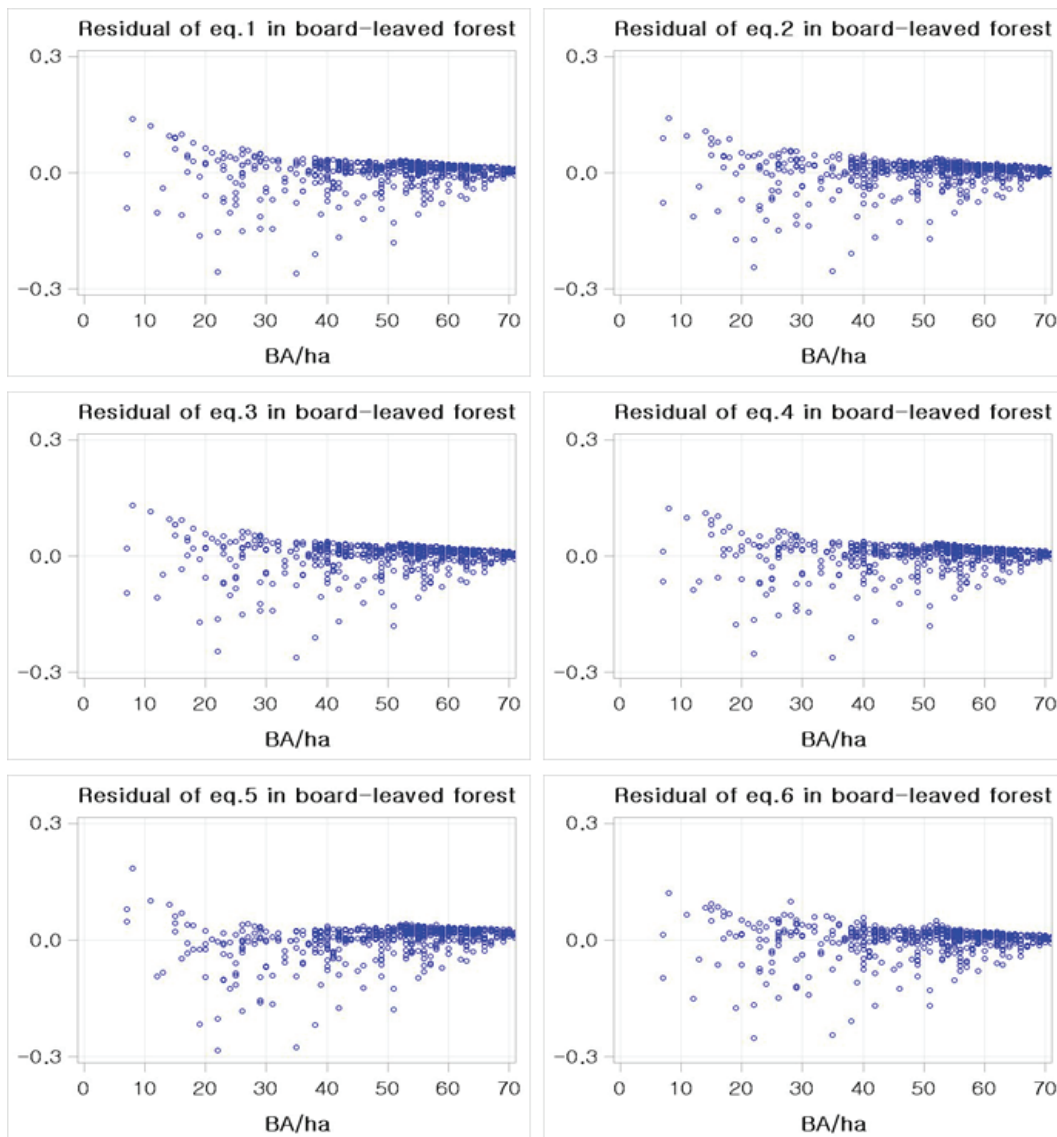 Residual of eq.1 in board-leaved forest
0.3
0.0
-0.3
0 10 20 30 40 50 60 70
BA/ha
Residual of eq.2 in board-leaved forest
0.3
0.0
-0.3
0 10 20 30 40 50 60 70
BA/ha
Residual of eq.3 in board-leaved forest
0.3
0.0
-0.3
0 10 20 30 40 50 60 70
BA/ha
Residual of eq.4 in board-leaved forest
0.3
0.0
-0.3
0 10 20 30 40 50 60 70
BA/ha
Residual of eq.5 in board-leaved forest
0.3
0.0
-0.3
0 10 20 30 40 50 60 70
BA/ha
Residual of eq.6 in board-leaved forest
0.3
0.0
-0.3
0 10 20 30 40 50 60 70
BA/ha